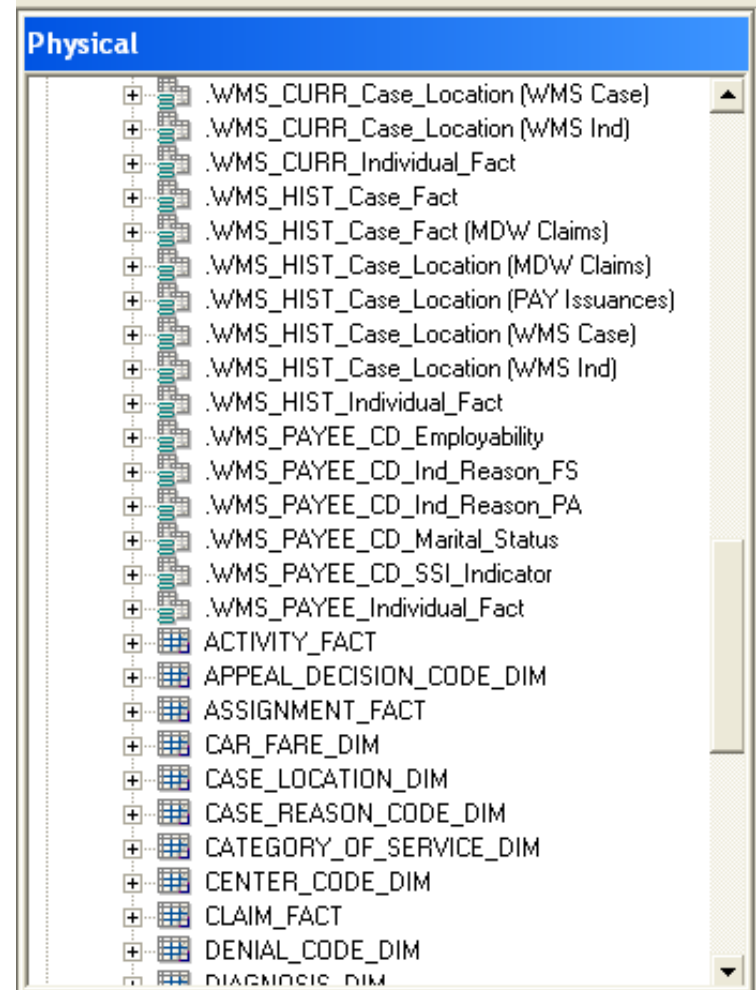 Physical
.WMS_CURR_Case_Location (WMS Case)
.WMS_CURR_Case_Location (WMS Ind)
.WMS_CURR_Individual_Fact
.WMS_HIST_Case_Fact
.WMS_HIST_Case_Fact (MDW Claims)
.WMS_HIST_Case_Location (MDW Claims)
.WMS_HIST_Case_Location (PAY Issuances)
.WMS_HIST_Case_Location (WMS Case)
.WMS_HIST_Case_Location (WMS Ind)
.WMS_HIST_Individual_Fact
.WMS_PAYEE_CD_Employability
.WMS_PAYEE_CD_Ind_Reason_FS
.WMS_PAYEE_CD_Ind_Reason_PA
.WMS_PAYEE_CD_Marital_Status
.WMS_PAYEE_CD_SSI_Indicator
.WMS_PAYEE_Individual_Fact
ACTIVITY_FACT
APPEAL_DECISION_CODE_DIM
ASSIGNMENT_FACT
CAR_FARE_DIM
CASE_LOCATION_DIM
CASE_REASON_CODE_DIM
CATEGORY_OF_SERVICE_DIM
CENTER_CODE_DIM
CLAIM_FACT
DENIAL_CODE_DIM
DIAGNOSIS_DIM